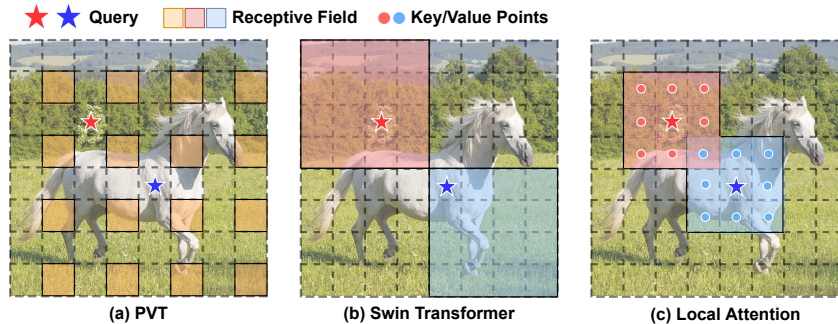 Query Receptive Field Key/Value Points
(a) PVT (b) Swin Transformer (c) Local Attention